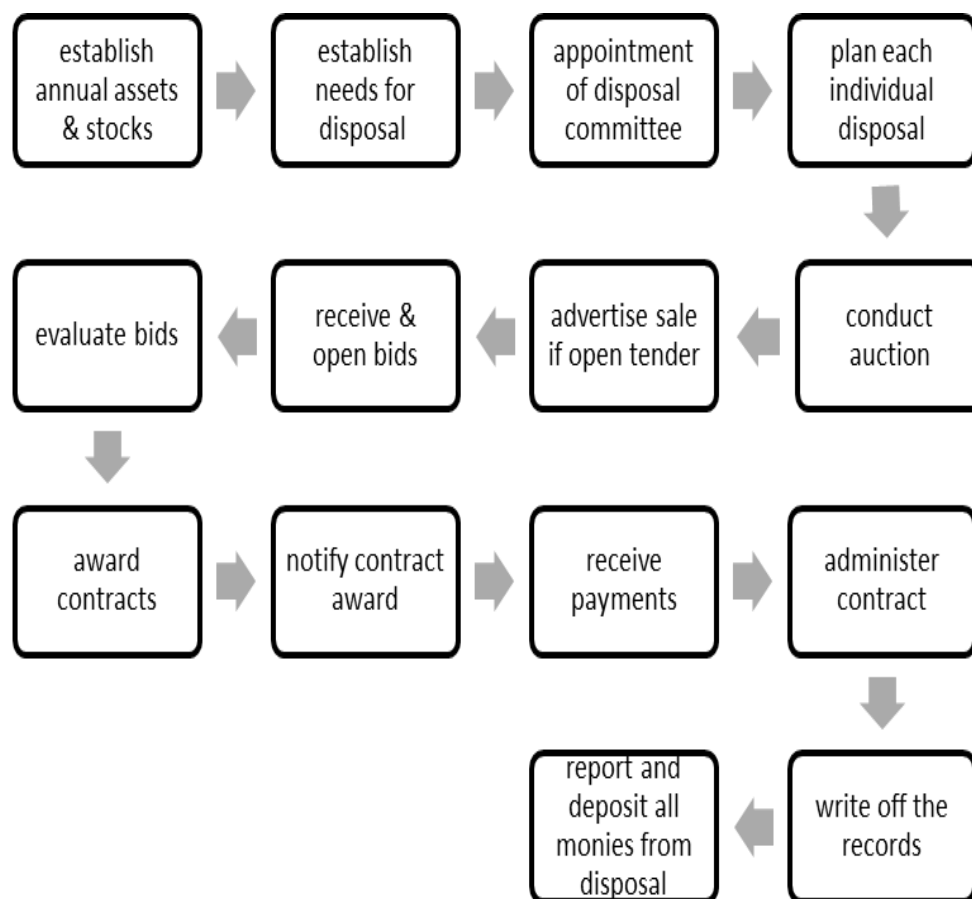 establish
annual assets
& stocks
establish
needs for
disposal
appointment
of disposal
committee
plan each
individual
disposal
conduct
auction
advertise sale
if open tender
receive &
open bids
evaluate bids
award
contracts
notify contract
award
receive
payments
administer
contract
write off the
records
report and
deposit all
monies from
disposal